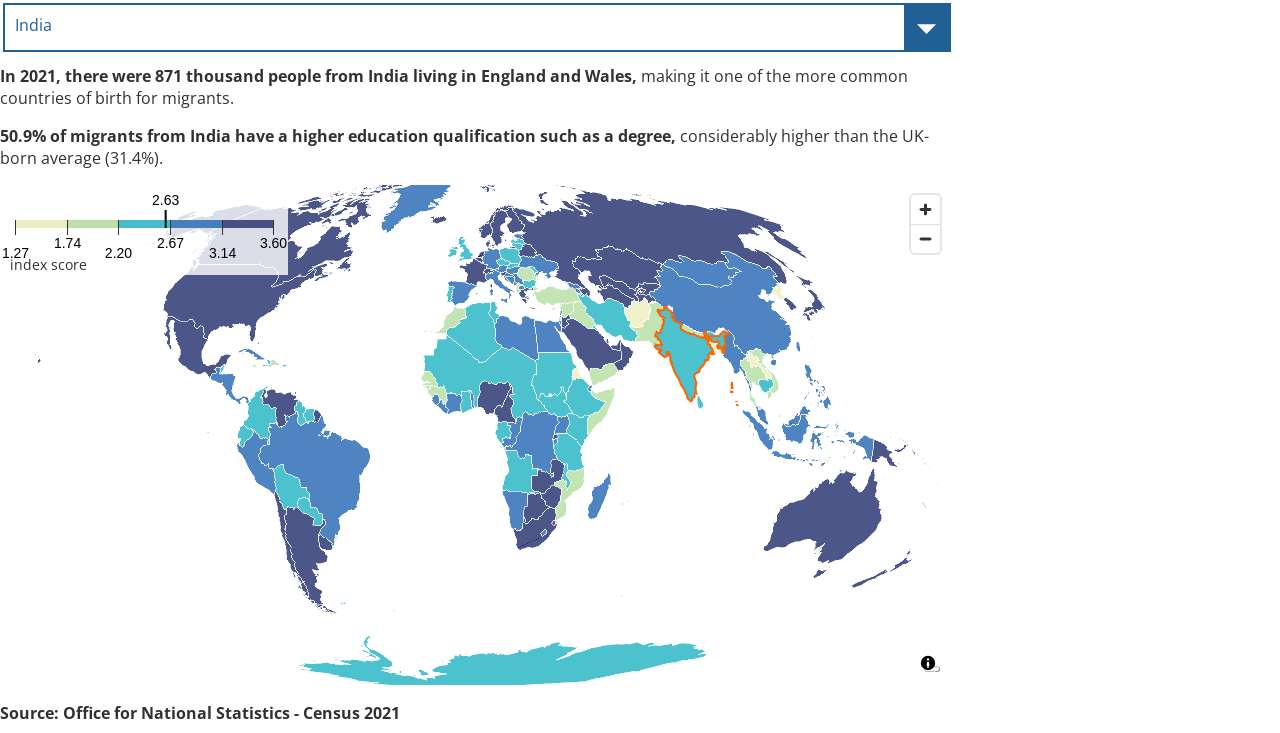 India
In 2021, there were 871 thousand people from India living in England and Wales, making it one of the more common
countries of birth for migrants.
50.9% of migrants from India have a higher education qualification such as a degree, considerably higher than the UK-
born average (31.4%).
2.63
1.74 2.67 3.60
1.27 2.20 3.14
index score
Source: Office for National Statistics - Census 2021